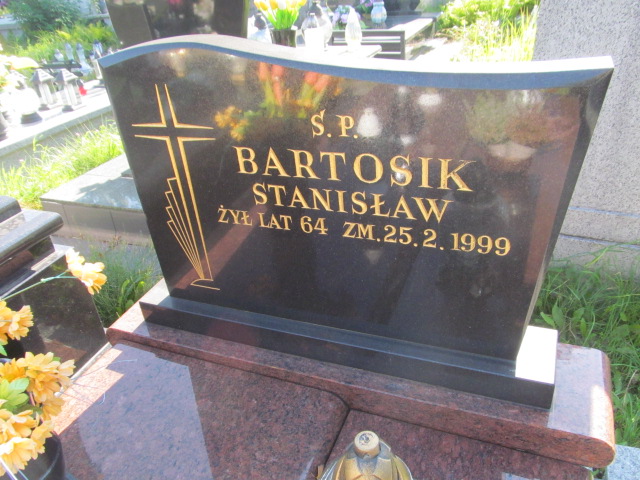 Ś. P.
BARTOSIK
STANISŁAW
ŻYŁ LAT 64 ZM. 25. 2. 1999